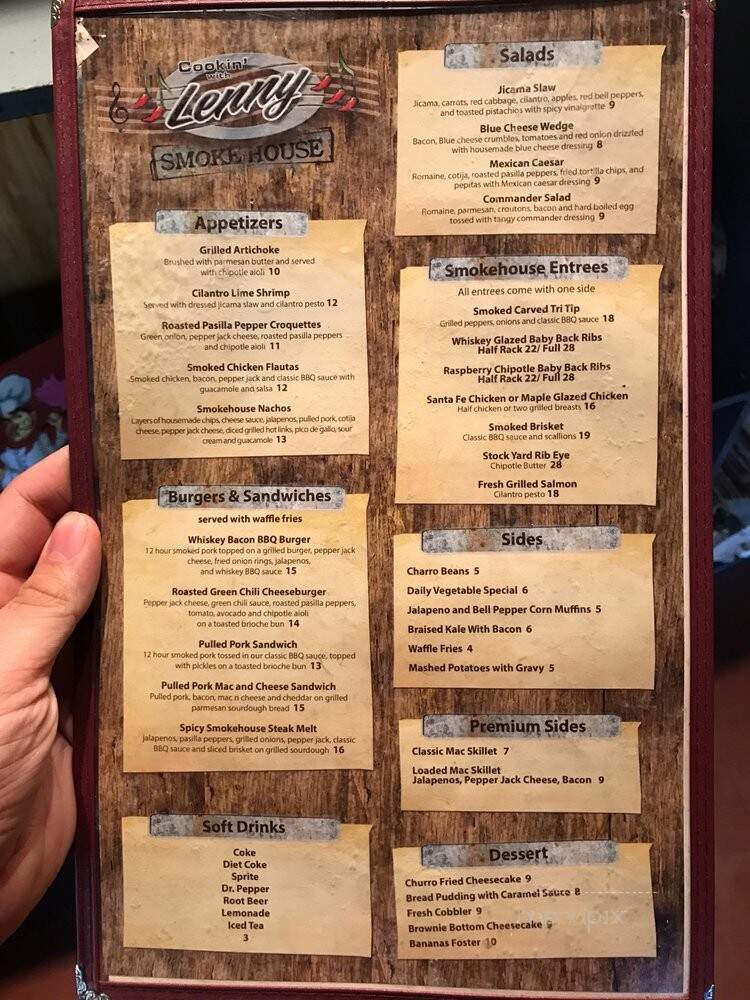 Cookin'
with
Lenny
SMOKE HOUSE
Appetizers
Grilled Artichoke
Brushed with parmesan butter and served
with chipotle aioli 10
Cilantro Lime Shrimp
Served with dressed jicama slaw and cilantro pesto 12
Roasted Pasilla Pepper Croquettes
Green onion, pepper jack cheese, roasted pasilla peppers
and chipotle aioli 11
Smoked Chicken Flautas
Smoked chicken, bacon, pepper jack and classic BBQ sauce with
guacamole and salsa 12
Smokehouse Nachos
Layers of housemade chips, cheese sauce, jalapenos, pulled pork, cotija
cheese, pepper jack cheese, diced grilled hot links, pico de gallo, sour
cream and guacamole 13
Burgers & Sandwiches
served with waffle fries
Whiskey Bacon BBQ Burger
12 hour smoked pork topped on a grilled burger, pepper jack
cheese, fried onion rings, jalapenos,
and whiskey BBQ sauce 15
Roasted Green Chili Cheeseburger
Pepper jack cheese, green chili sauce, roasted pasilla peppers,
tomato, avocado and chipotle aioli
on a toasted brioche bun 14
Pulled Pork Sandwich
12 hour smoked pork tossed in our classic BBQ sauce, topped
with pickles on a toasted brioche bun 13
Pulled Pork Mac and Cheese Sandwich
Pulled pork, bacon, mac n cheese and cheddar on grilled
parmesan sourdough bread 15
Spicy Smokehouse Steak Melt
Jalapenos, pasilla peppers, grilled onions, pepper jack, classic
BBQ sauce and sliced brisket on grilled sourdough 16
Soft Drinks
Coke
Diet Coke
Sprite
Dr. Pepper
Root Beer
Lemonade
Iced Tea
3
Salads
Jicama Slaw
Jicama, carrots, red cabbage, cilantro, apples, red bell peppers,
and toasted pistachios with spicy vinaigrette 9
Blue Cheese Wedge
Bacon, Blue cheese crumbles, tomatoes and red onion drizzled
with housemade blue cheese dressing 8
Mexican Caesar
Romaine, cotija, roasted pasilla peppers, fried tortilla chips, and
pepitas with Mexican caesar dressing 9
Commander Salad
Romaine, parmesan, croutons, bacon and hard boiled egg
tossed with tangy commander dressing 9
Smokehouse Entrees
All entrees come with one side
Smoked Carved Tri Tip
Grilled peppers, onions and classic BBQ sauce 18
Whiskey Glazed Baby Back Ribs
Half Rack 22/ Full 28
Raspberry Chipotle Baby Back Ribs
Half Rack 22/ Full 28
Santa Fe Chicken or Maple Glazed Chicken
Half chicken or two grilled breasts 16
Smoked Brisket
Classic BBQ sauce and scallions 19
Stock Yard Rib Eye
Chipotle Butter 28
Fresh Grilled Salmon
Cilantro pesto 18
Sides
Charro Beans 5
Daily Vegetable Special 6
Jalapeno and Bell Pepper Corn Muffins 5
Braised Kale With Bacon 6
Waffle Fries 4
Mashed Potatoes with Gravy 5
Premium Sides
Classic Mac Skillet 7
Loaded Mac Skillet
Jalapenos, Pepper Jack Cheese, Bacon 9
Dessert
Churro Fried Cheesecake 9
Bread Pudding with Caramel Sauce 8
Fresh Cobbler 9
Brownie Bottom Cheesecake
Bananas Foster 10